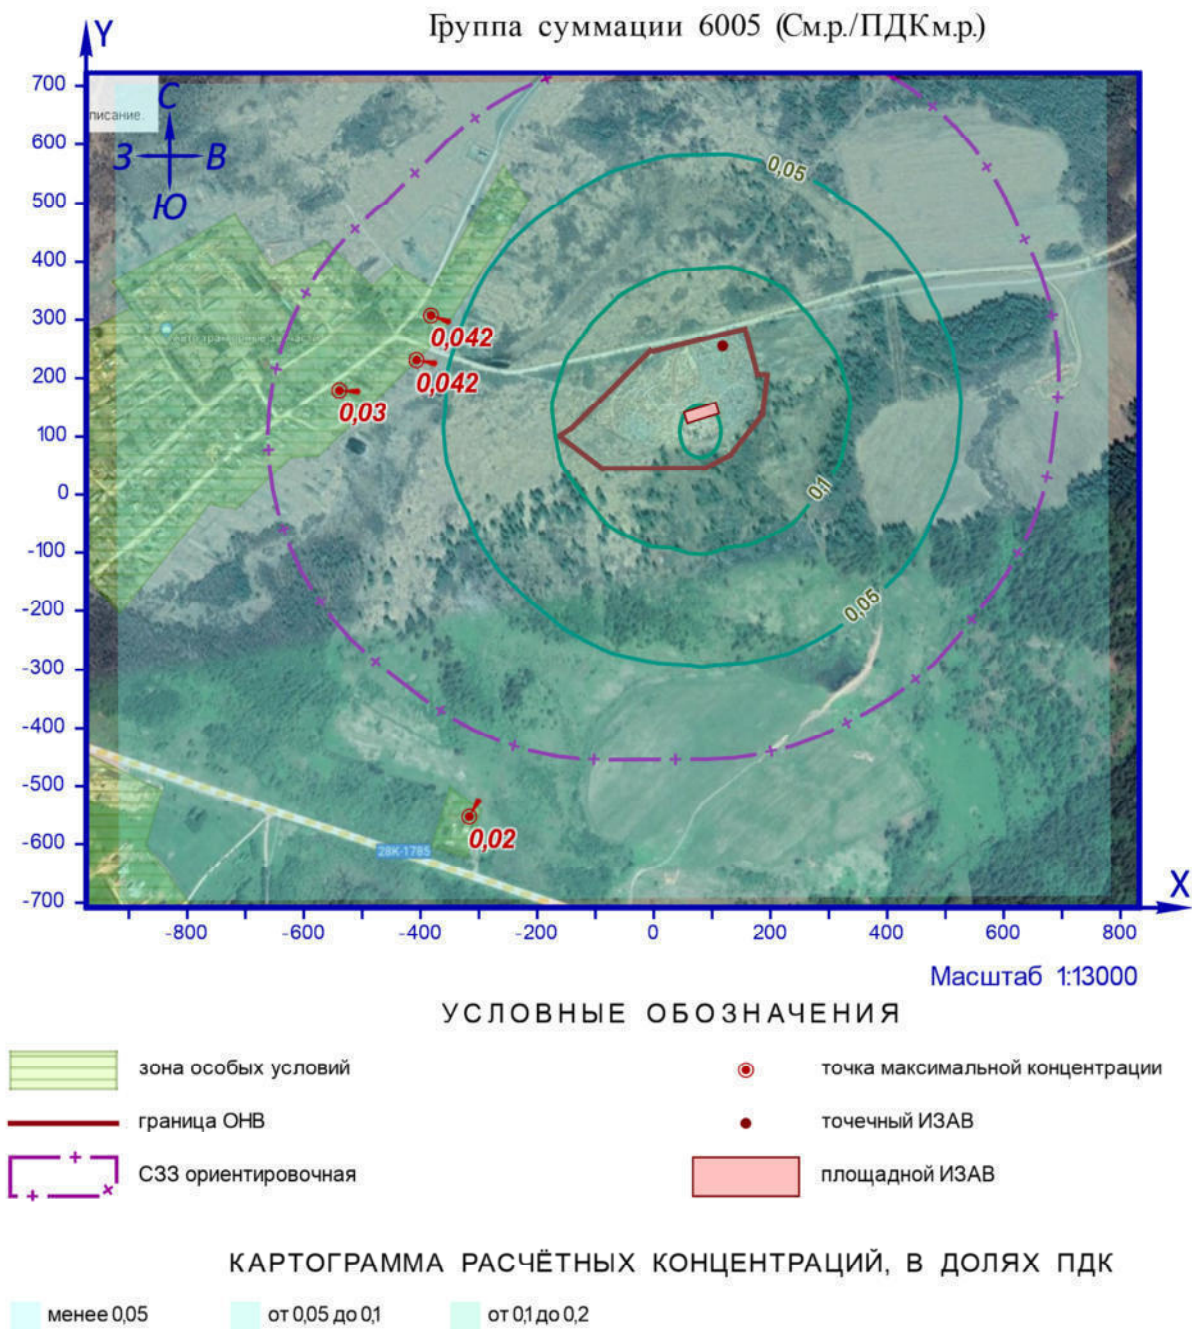 Группа суммации 6005 (См.р./ПДКм.р.)
Y
700
600
500
400
300
200
100
0
-100
-200
-300
-400
-500
-600
-700
писание.
С
З В
Ю
0,05
0,042
0,042
0,03
0,1
0,05
0,02
28К-1785
X
-800 -600 -400 -200 0 200 400 600 800
Масштаб 1:13000
УСЛОВНЫЕ ОБОЗНАЧЕНИЯ
зона особых условий
точка максимальной концентрации
граница ОНВ
точечный ИЗАВ
СЗЗ ориентировочная
площадной ИЗАВ
КАРТОГРАММА РАСЧЁТНЫХ КОНЦЕНТРАЦИЙ, В ДОЛЯХ ПДК
менее 0,05 от 0,05 до 0,1 от 0,1 до 0,2